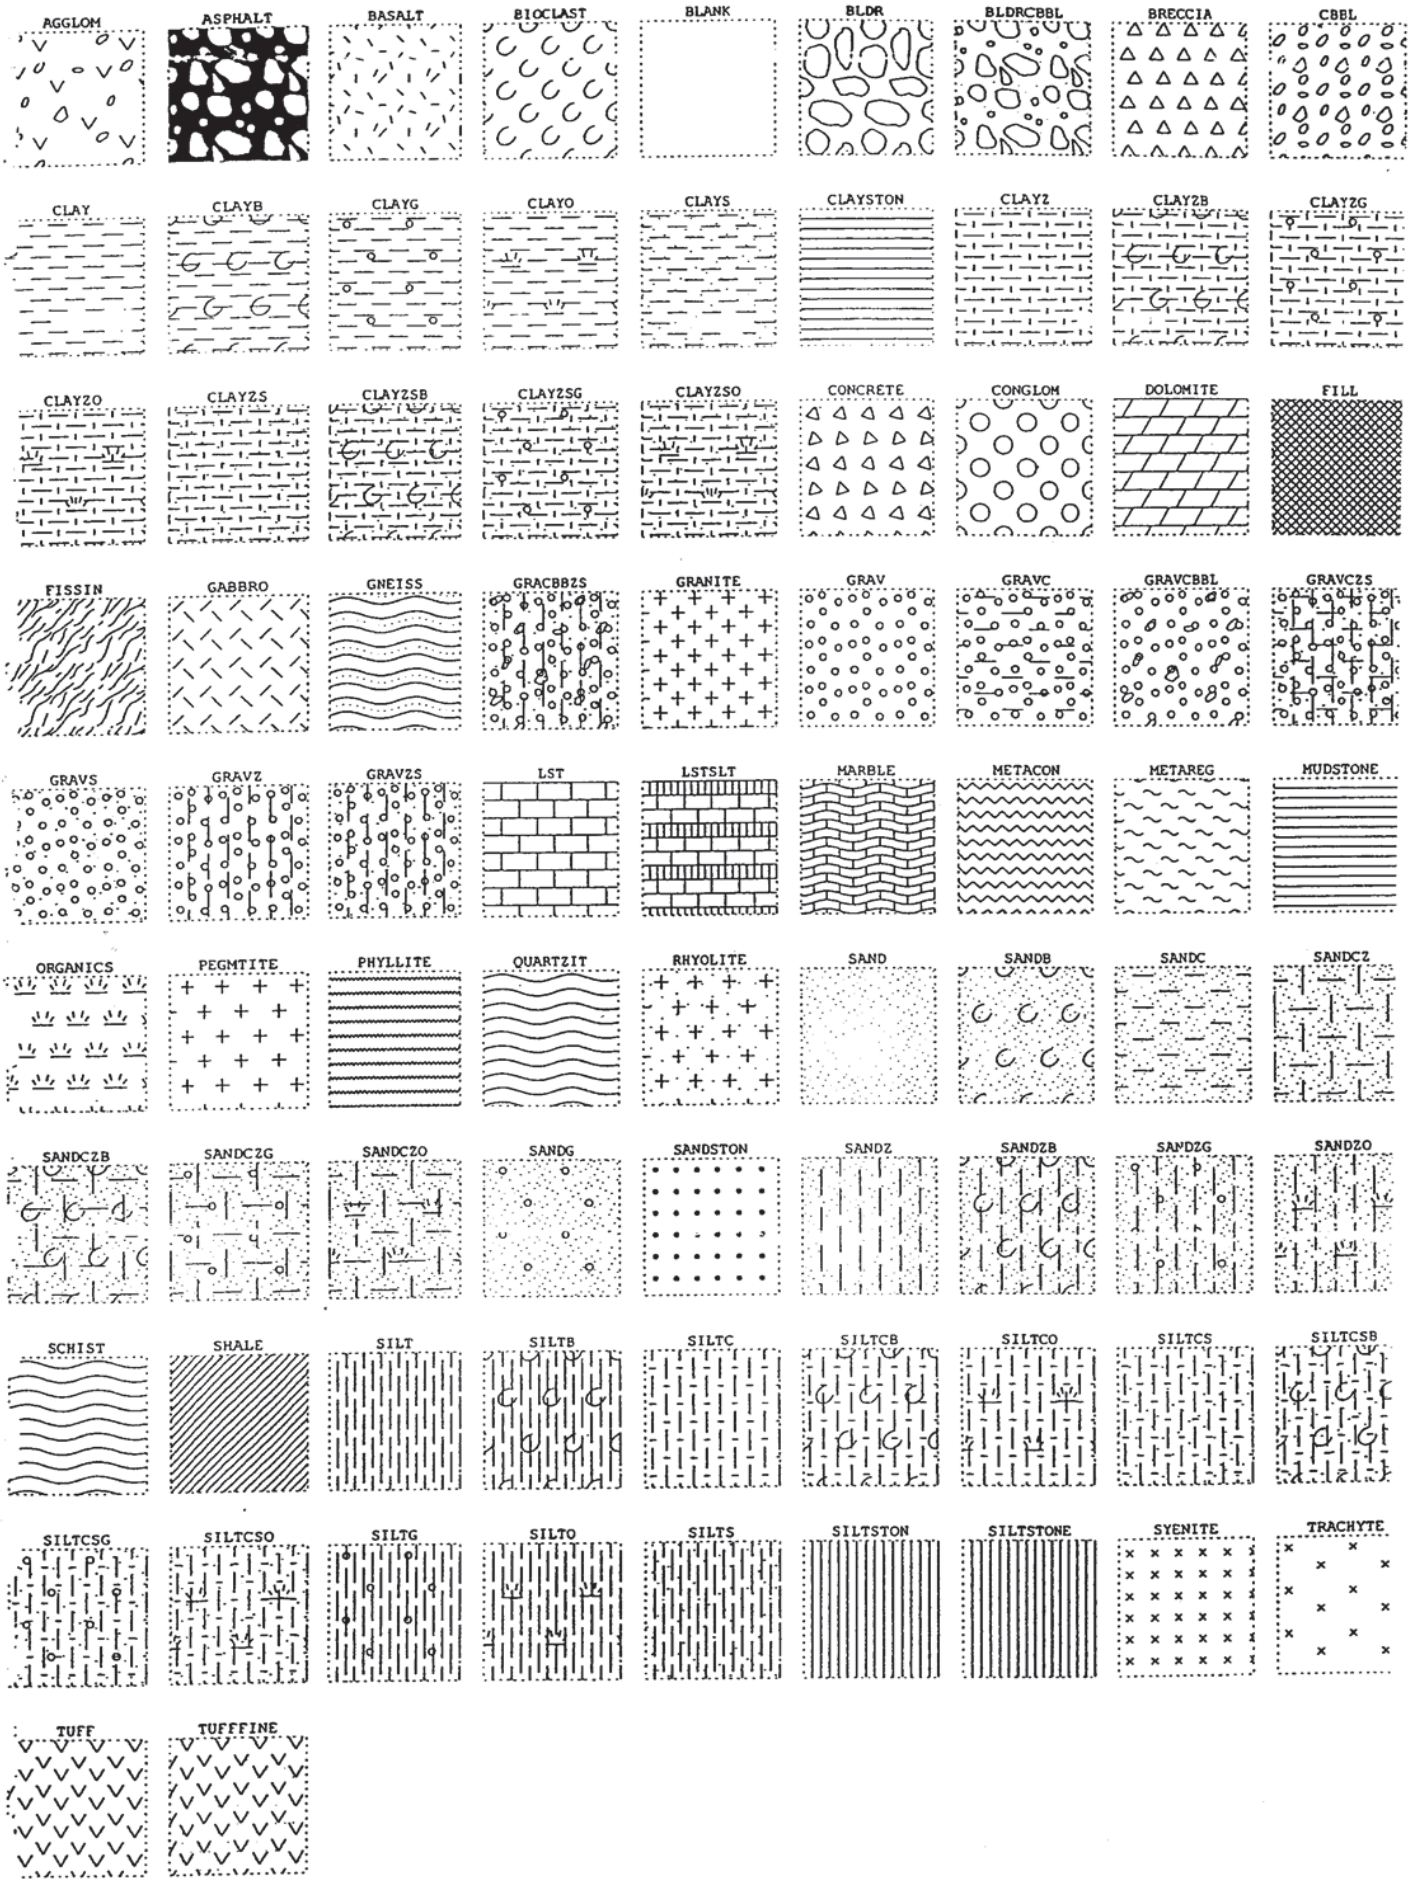 AGGLOM ASPHALT BASALT BIOCLAST BLANK BLDR BLDRCBBL BRECCIA CBBL
CLAY CLAYB CLAYG CLAYO CLAYS CLAYSTON CLAYZ CLAYZB CLAYZG
CLAYZO CLAYZS CLAYZSB CLAYZSG CLAYZSO CONCRETE CONGLOM DOLOMITE FILL
FISSIN GABBRO GNEISS GRACBBZS GRANITE GRAV GRAVC GRAVCBBL GRAVCZS
GRAVS GRAVZ GRAVZS LST LSTSLT MARBLE METACON METAREG MUDSTONE
ORGANICS PEGMTITE PHYLLITE QUARTZIT RHYOLITE SAND SANDB SANDC SANDCZ
SANDCZB SANDCZG SANDCZO SANDG SANDSTON SANDZ SANDZB SANDZG SANDZO
SCHIST SHALE SILT SILTB SILTC SILTCB SILTCO SILTCS SILTCSB
SILTCSG SILTCSO SILTG SILTO SILTS SILTSTON SILTSTONE SYENITE TRACHYTE
TUFF TUFFFINE